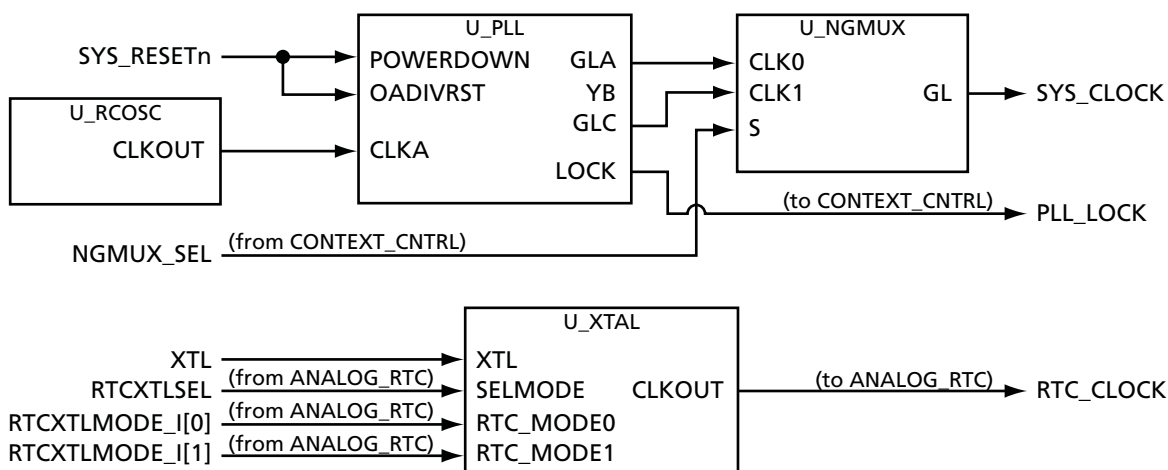 U_PLL
U_NGMUX
SYS_RESETn
POWERDOWN GLA
CLK0
OADIVRST YB
CLK1 GL SYS_CLOCK
U_RCOSC
GLC
S
CLKOUT
CLKA
LOCK
(to CONTEXT_CNTRL) PLL_LOCK
NGMUX_SEL (from CONTEXT_CNTRL)
U_XTAL
XTL XTL
RTCXTLSEL (from ANALOG_RTC) SELMODE CLKOUT (to ANALOG_RTC) RTC_CLOCK
RTCXTLMODE_I[0] (from ANALOG_RTC) RTC_MODE0
RTCXTLMODE_I[1] (from ANALOG_RTC) RTC_MODE1